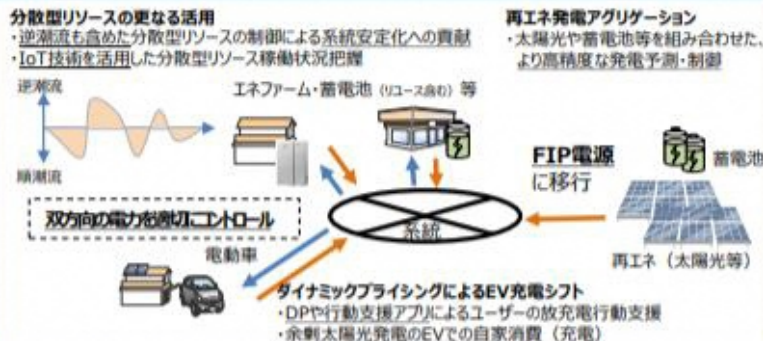 分散型リソースの更なる活用
・逆潮流も含めた分散型リソースの制御による系統安定化への貢献
・IoT技術を活用した分散型リソース稼働状況把握
再エネ発電アグリゲーション
・太陽光や蓄電池等を組み合わせた、
より高精度な発電予測・制御
逆潮流
順潮流
エネファーム・蓄電池（リユース含む）等
FIP電源
に移行
蓄電池
双方向の電力を適切にコントロール
系統
再エネ（太陽光等）
電動車
ダイナミックプライシングによるEV充電シフト
・DPや行動支援アプリによるユーザーの放充電行動支援
・余剰太陽光発電のEVでの自家消費（充電）